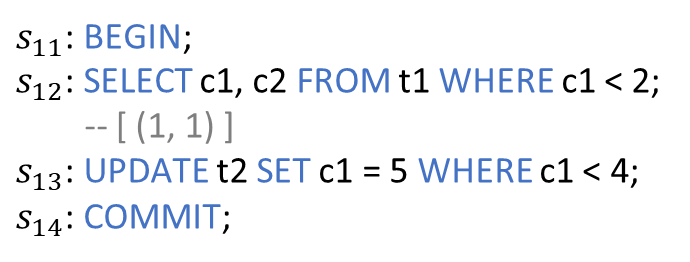 s₁₁: BEGIN;
s₁₂: SELECT c1, c2 FROM t1 WHERE c1 < 2;
-- [ (1, 1) ]
s₁₃: UPDATE t2 SET c1 = 5 WHERE c1 < 4;
s₁₄: COMMIT;